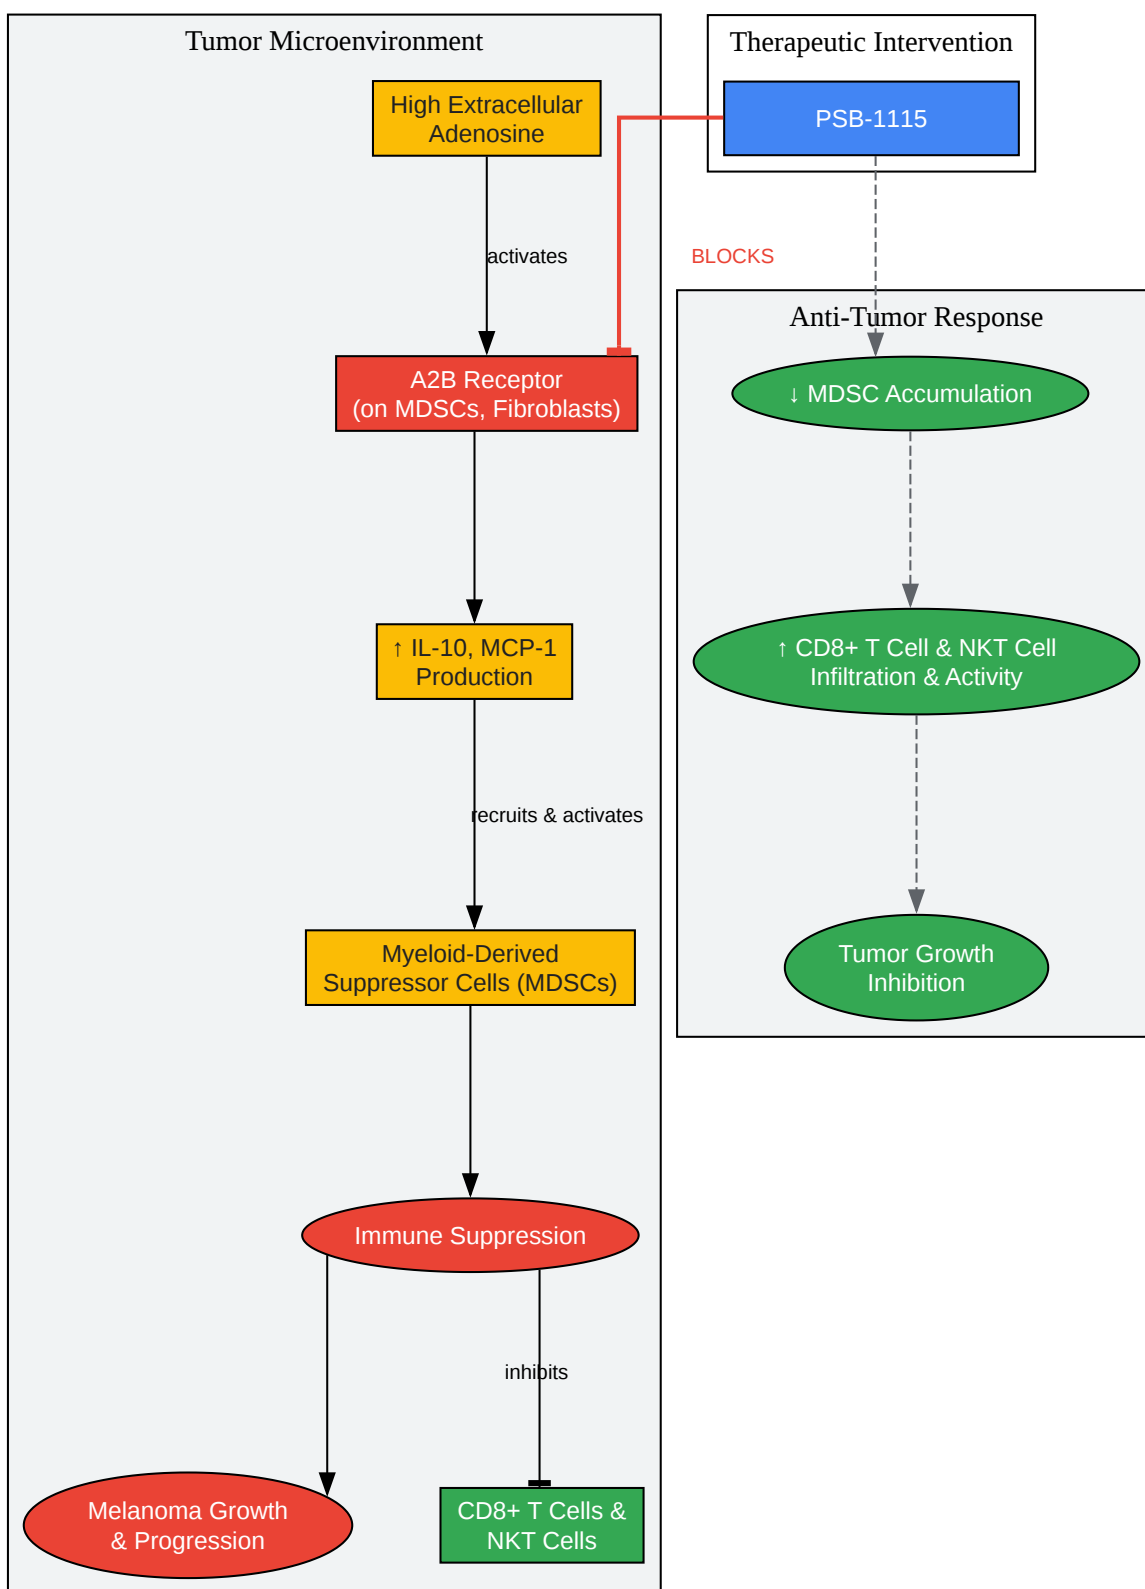 Tumor Microenvironment
High Extracellular
Adenosine
activates
A2B Receptor
(on MDSCs, Fibroblasts)
↑ IL-10, MCP-1
Production
recruits & activates
Myeloid-Derived
Suppressor Cells (MDSCs)
Immune Suppression
inhibits
Melanoma Growth
& Progression
CD8+ T Cells &
NKT Cells
Therapeutic Intervention
PSB-1115
BLOCKS
Anti-Tumor Response
↓ MDSC Accumulation
↑ CD8+ T Cell & NKT Cell
Infiltration & Activity
Tumor Growth
Inhibition